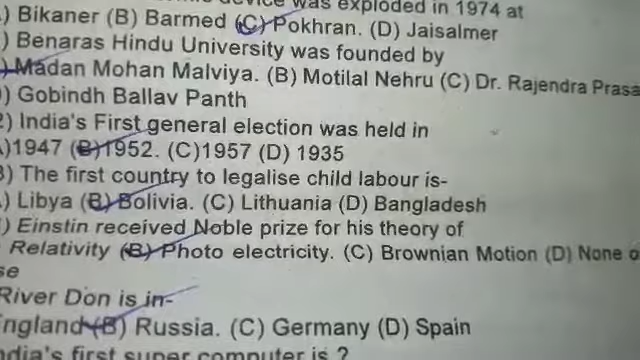 was exploded in 1974 at
) Bikaner (B) Barmed (C) Pokhran. (D) Jaisalmer
) Benaras Hindu University was founded by
) Madan Mohan Malviya. (B) Motilal Nehru (C) Dr. Rajendra Prasa
) Gobindh Ballav Panth
2) India's First general election was held in
)1947 (B)1952. (C)1957 (D) 1935
3) The first country to legalise child labour is-
) Libya (B) Bolivia. (C) Lithuania (D) Bangladesh
) Einstin received Noble prize for his theory of
Relativity (B) Photo electricity. (C) Brownian Motion (D) None o
se
River Don is in-
ngland (B) Russia. (C) Germany (D) Spain
ndia's first super computer is ?